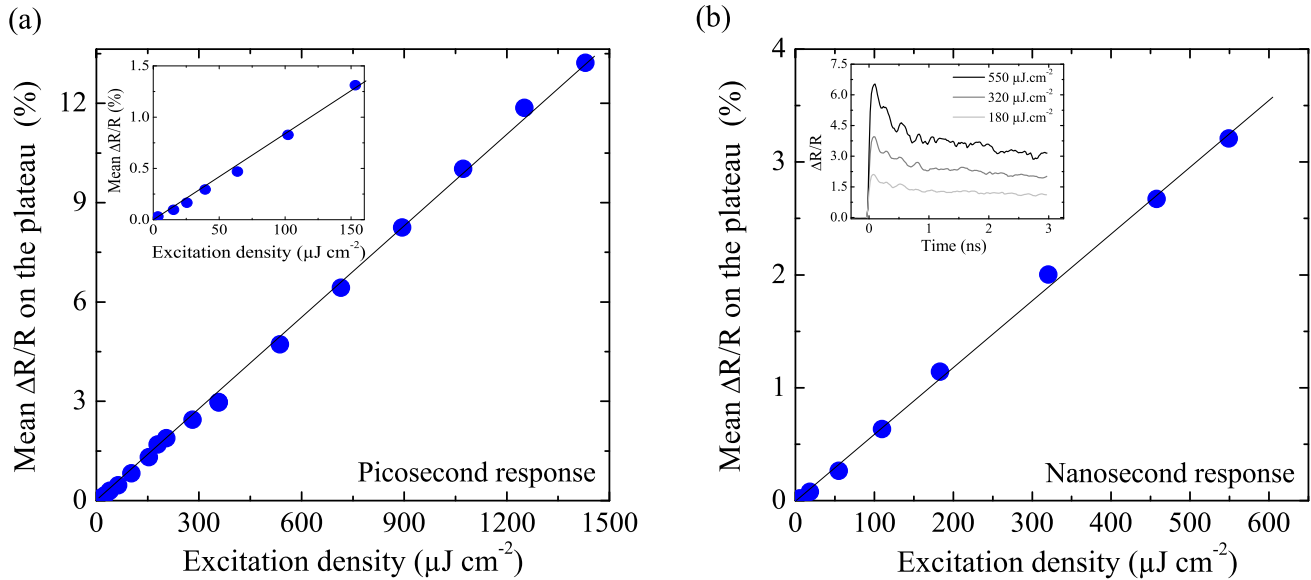 (a)
Mean ΔR/R on the plateau (%)
12
9
6
3
0
0
300
600
900
1200
1500
Excitation density (µJ cm⁻²)
Picosecond response
Mean ΔR/R (%)
1.5
1.0
0.5
0.0
0
50
100
150
Excitation density (µJ cm⁻²)
(b)
Mean ΔR/R on the plateau (%)
4
3
2
1
0
0
100
200
300
400
500
600
Excitation density (µJ cm⁻²)
Nanosecond response
ΔR/R
7.5
6.0
4.5
3.0
1.5
0.0
0
1
2
3
Time (ns)
550 µJ.cm⁻²
320 µJ.cm⁻²
180 µJ.cm⁻²